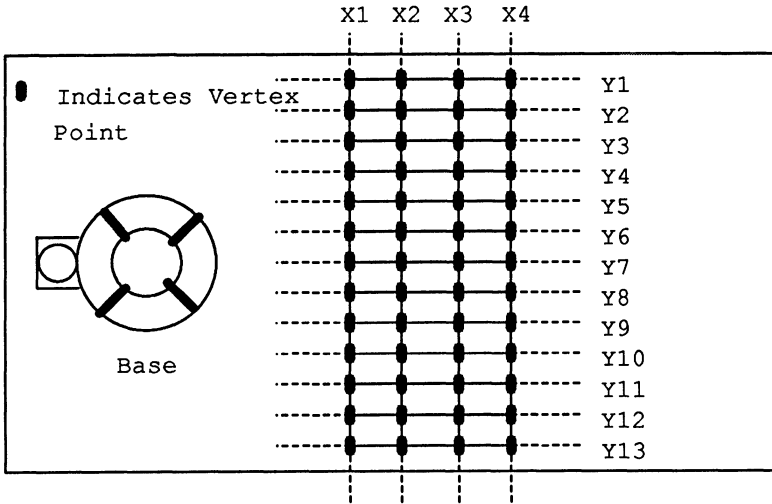 X1 X2 X3 X4
Indicates Vertex
Point
Y1
Y2
Y3
Y4
Y5
Y6
Y7
Y8
Y9
Y10
Y11
Y12
Y13
Base